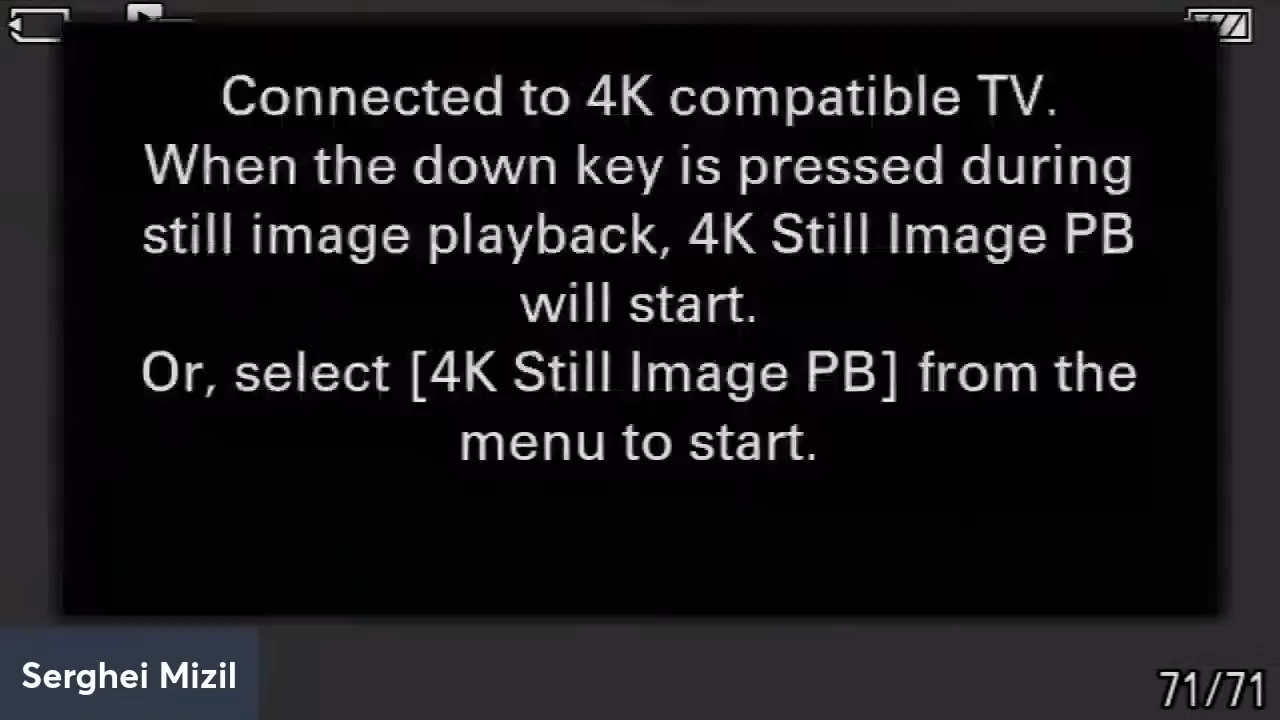 Connected to 4K compatible TV.
When the down key is pressed during
still image playback, 4K Still Image PB
will start.
Or, select [4K Still Image PB] from the
menu to start.
Serghei Mizil
71/71